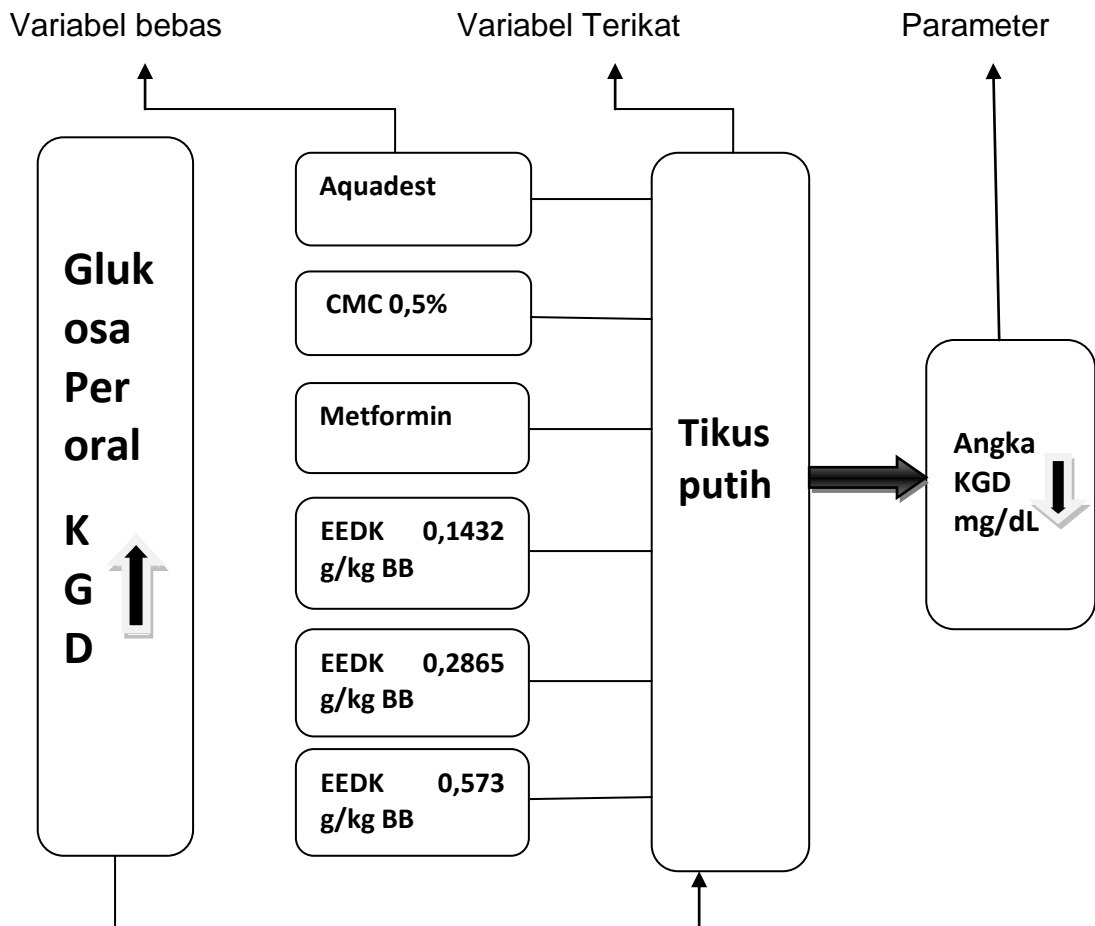 Variabel bebas
Variabel Terikat
Parameter
Gluk
osa
Per
oral
K
G
D
Aquadest
CMC 0,5%
Metformin
EEDK 0,1432
g/kg BB
EEDK 0,2865
g/kg BB
EEDK 0,573
g/kg BB
Tikus
putih
Angka
KGD
mg/dL